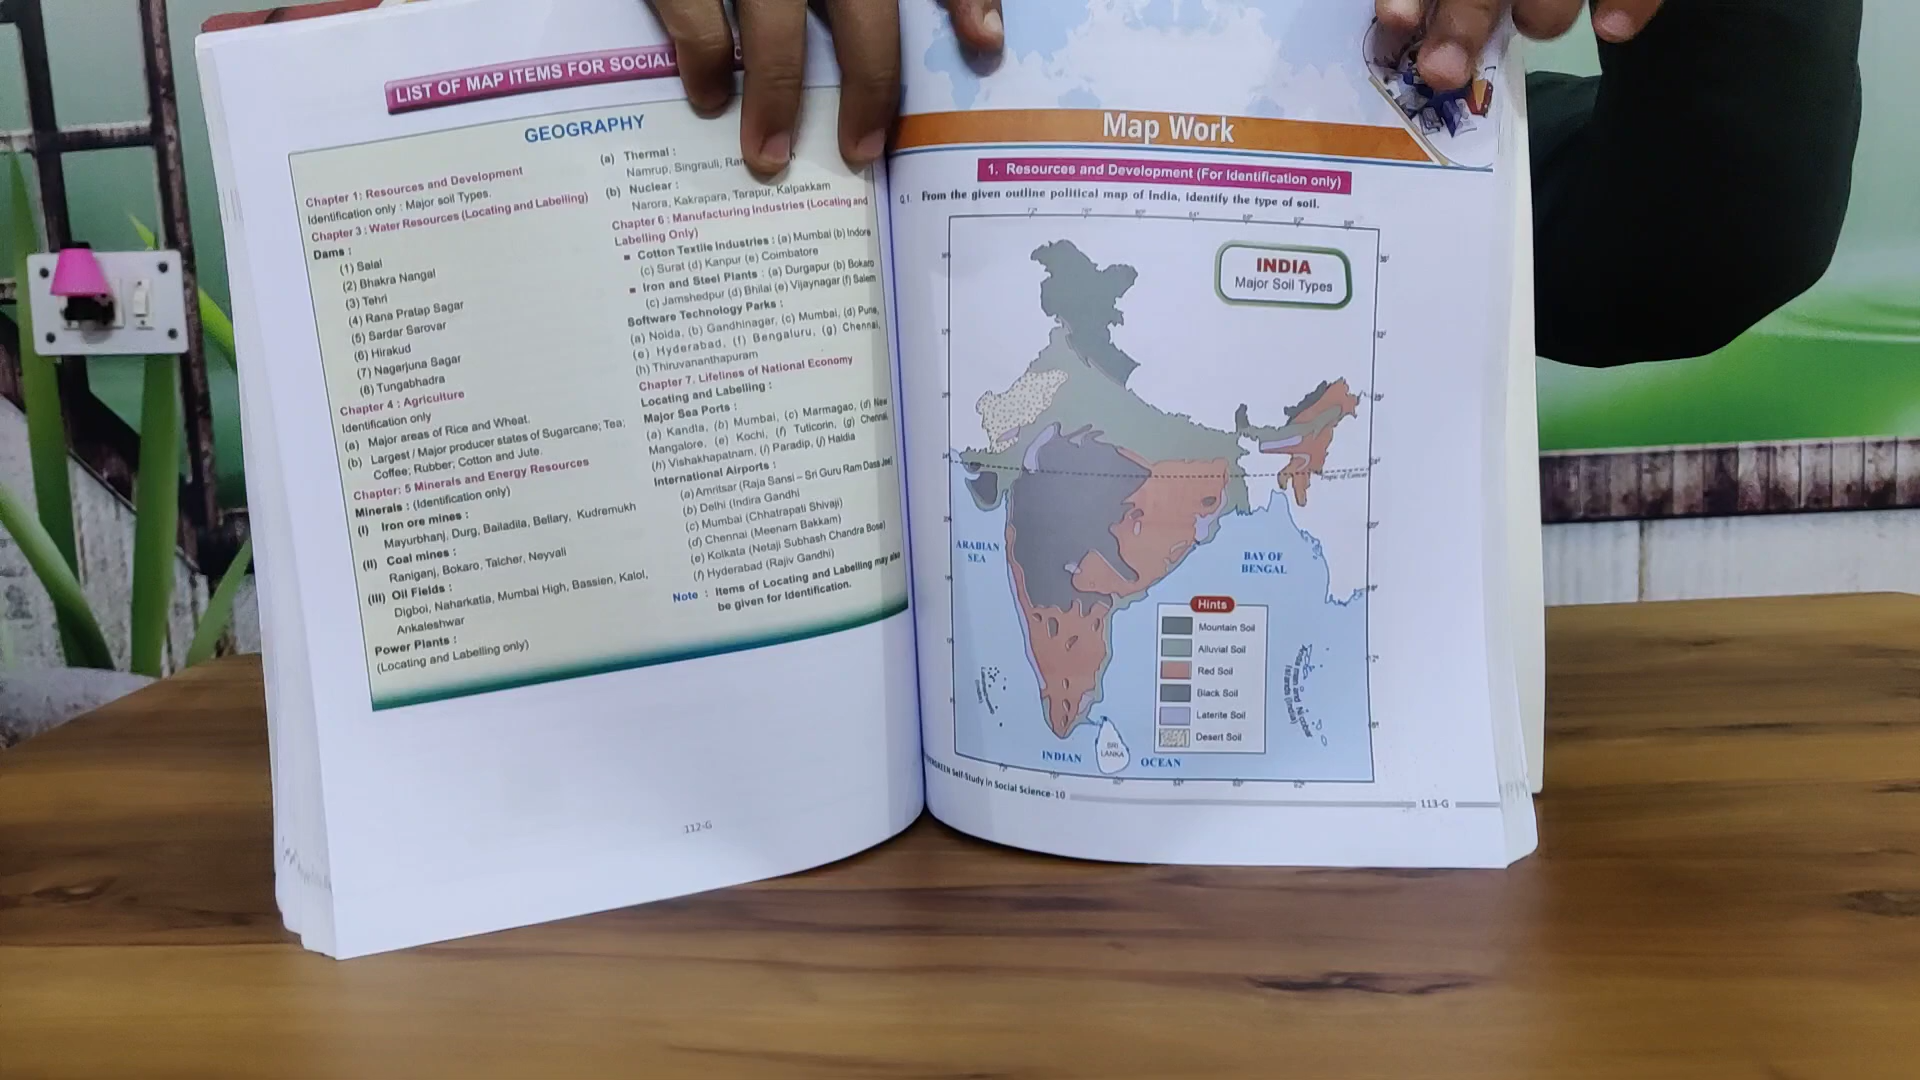 LIST OF MAP ITEMS FOR SOCIAL
GEOGRAPHY
Chapter 1: Resources and Development
Identification only : Major soil Types.
Chapter 3 : Water Resources (Locating and Labelling)
Dams :
(1) Salal
(2) Bhakra Nangal
(3) Tehri
(4) Rana Pratap Sagar
(5) Sardar Sarovar
(6) Hirakud
(7) Nagarjuna Sagar
(8) Tungabhadra
Chapter 4 : Agriculture
Identification only
(a) Major areas of Rice and Wheat.
(b) Largest / Major producer states of Sugarcane; Tea;
Coffee; Rubber; Cotton and Jute.
Chapter: 5 Minerals and Energy Resources
Minerals : (Identification only)
(I) Iron ore mines :
Mayurbhanj, Durg, Bailadila, Bellary, Kudremukh
(II) Coal mines :
Raniganj, Bokaro, Talcher, Neyvali
(III) Oil Fields :
Digboi, Naharkatia, Mumbai High, Bassien, Kalol,
Ankaleshwar
Power Plants :
(Locating and Labelling only)
(a) Thermal :
Namrup, Singrauli,
(b) Nuclear :
Narora, Kakrapara, Tarapur, Kalpakkam
Chapter 6 : Manufacturing Industries (Locating and
Labelling Only)
▪ Cotton Textile Industries : (a) Mumbai (b) Indore
(c) Surat (d) Kanpur (e) Coimbatore
▪ Iron and Steel Plants : (a) Durgapur (b) Bokaro
(c) Jamshedpur (d) Bhilai (e) Vijaynagar (f) Salem
Software Technology Parks :
(a) Noida, (b) Gandhinagar, (c) Mumbai, (d) Pune,
(e) Hyderabad, (f) Bengaluru, (g) Chennai,
(h) Thiruvananthapuram
Chapter 7. Lifelines of National Economy
Locating and Labelling :
Major Sea Ports :
(a) Kandla, (b) Mumbai, (c) Marmagao, (d) New
Mangalore, (e) Kochi, (f) Tuticorin, (g) Chennai,
(h) Vishakhapatnam, (i) Paradip, (j) Haldia
International Airports :
(a) Amritsar (Raja Sansi – Sri Guru Ram Dass Jee)
(b) Delhi (Indira Gandhi
(c) Mumbai (Chhatrapati Shivaji)
(d) Chennai (Meenam Bakkam)
(e) Kolkata (Netaji Subhash Chandra Bose)
(f) Hyderabad (Rajiv Gandhi)
Note : Items of Locating and Labelling may also
be given for Identification.
112-G
Map Work
1. Resources and Development (For Identification only)
Q.1. From the given outline political map of India, identify the type of soil.
INDIA
Major Soil Types
Tropic of Cancer
ARABIAN
SEA
BAY OF
BENGAL
Hints
Mountain Soil
Alluvial Soil
Red Soil
Black Soil
Laterite Soil
Desert Soil
Andaman and Nicobar
Islands (India)
SRI
LANKA
INDIAN OCEAN
Self-Study in Social Science-10
113-G